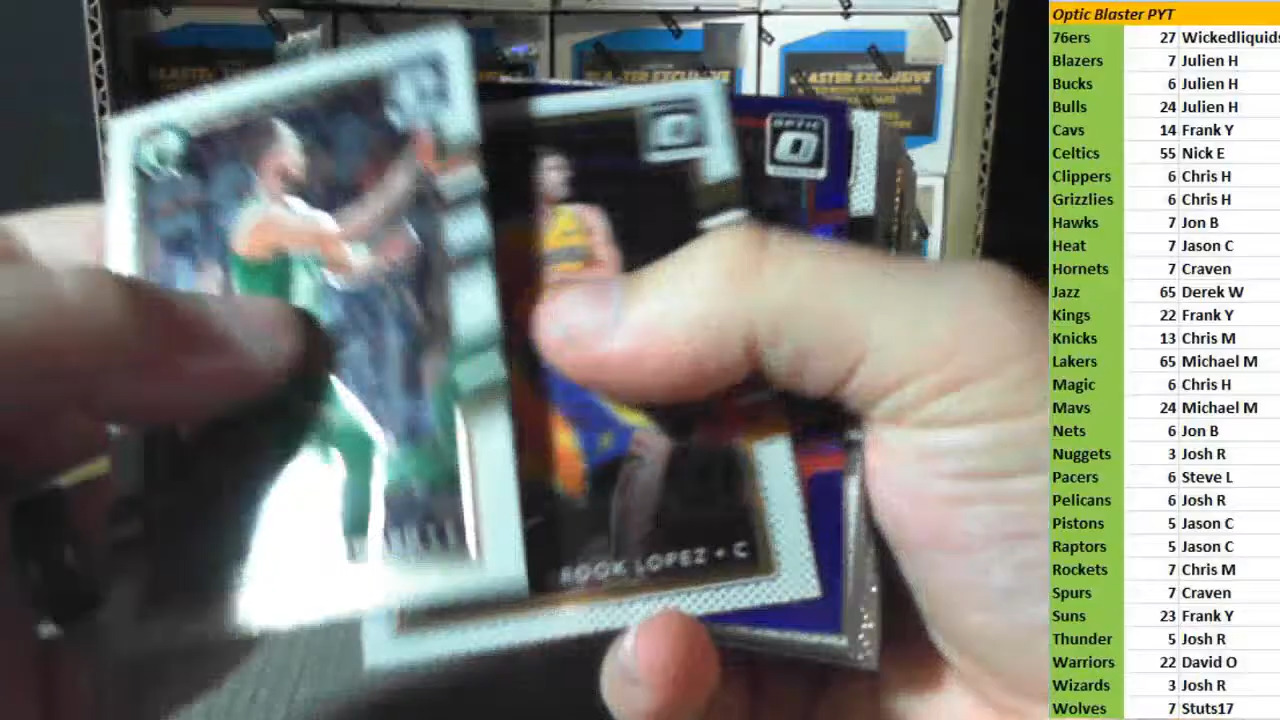 Optic Blaster PYT
76ers 27 Wickedliquids
Blazers 7 Julien H
Bucks 6 Julien H
Bulls 24 Julien H
Cavs 14 Frank Y
Celtics 55 Nick E
Clippers 6 Chris H
Grizzlies 6 Chris H
Hawks 7 Jon B
Heat 7 Jason C
Hornets 7 Craven
Jazz 65 Derek W
Kings 22 Frank Y
Knicks 13 Chris M
Lakers 65 Michael M
Magic 6 Chris H
Mavs 24 Michael M
Nets 6 Jon B
Nuggets 3 Josh R
Pacers 6 Steve L
Pelicans 6 Josh R
Pistons 5 Jason C
Raptors 5 Jason C
Rockets 7 Chris M
Spurs 7 Craven
Suns 23 Frank Y
Thunder 5 Josh R
Warriors 22 David O
Wizards 3 Josh R
Wolves 7 Stuts17
BLASTER EXCLUSIVE
ASTER EXCLUSIVE
OPTIC
ROOK LOPEZ • C